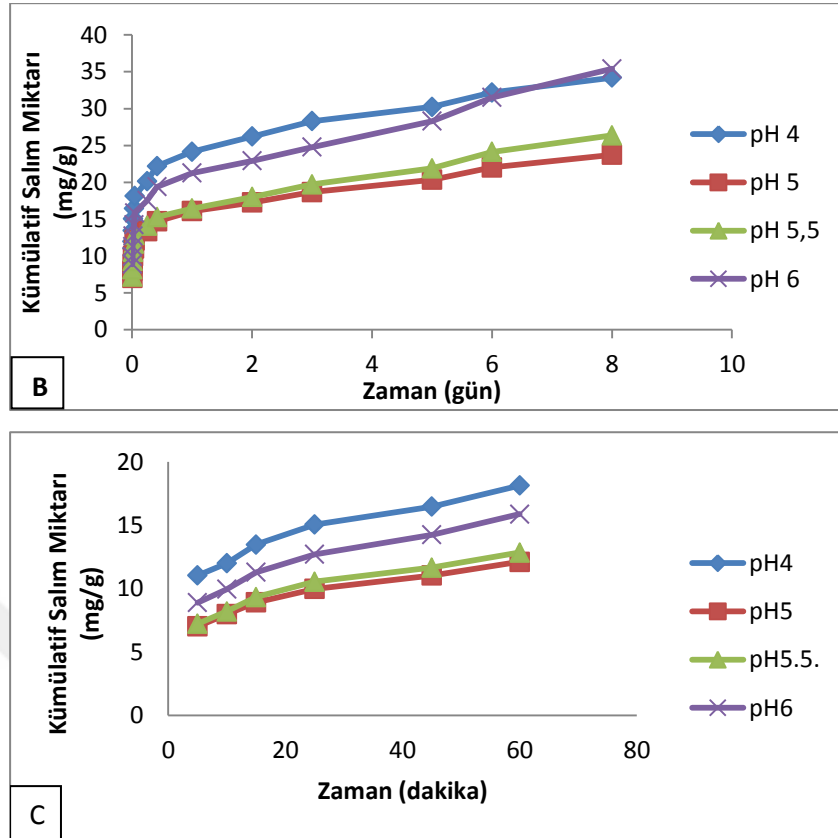 Kümülatif Salım Miktarı
(mg/g)
40
35
30
25
20
15
10
5
0
0
2
4
6
8
10
Zaman (gün)
pH 4
pH 5
pH 5,5
pH 6
B
Kümülatif Salım Miktarı
(mg/g)
20
15
10
5
0
0
20
40
60
80
Zaman (dakika)
pH4
pH5
pH5.5.
pH6
C